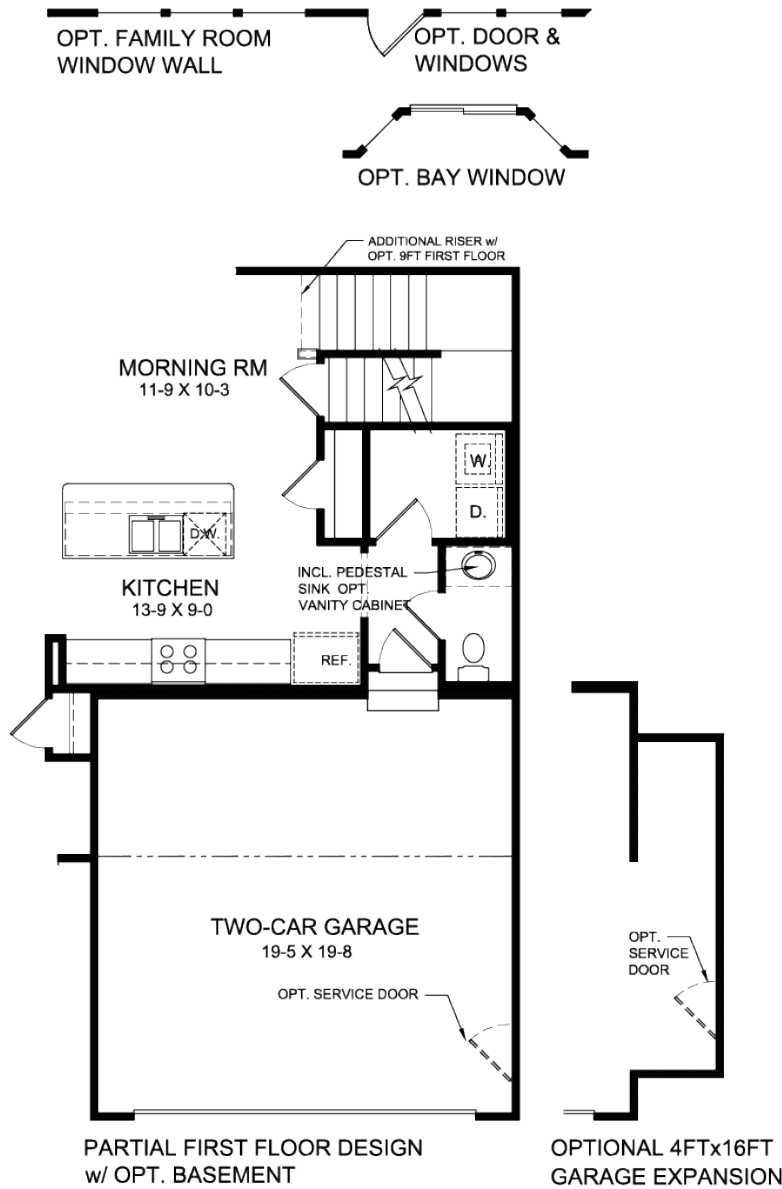 OPT. FAMILY ROOM
WINDOW WALL
OPT. DOOR &
WINDOWS
OPT. BAY WINDOW
ADDITIONAL RISER w/
OPT. 9FT FIRST FLOOR
MORNING RM
11-9 X 10-3
W.
D.
D.W.
INCL. PEDESTAL
SINK OPT.
VANITY CABINET
KITCHEN
13-9 X 9-0
REF.
TWO-CAR GARAGE
19-5 X 19-8
OPT. SERVICE DOOR
OPT.
SERVICE
DOOR
PARTIAL FIRST FLOOR DESIGN
w/ OPT. BASEMENT
OPTIONAL 4FTx16FT
GARAGE EXPANSION